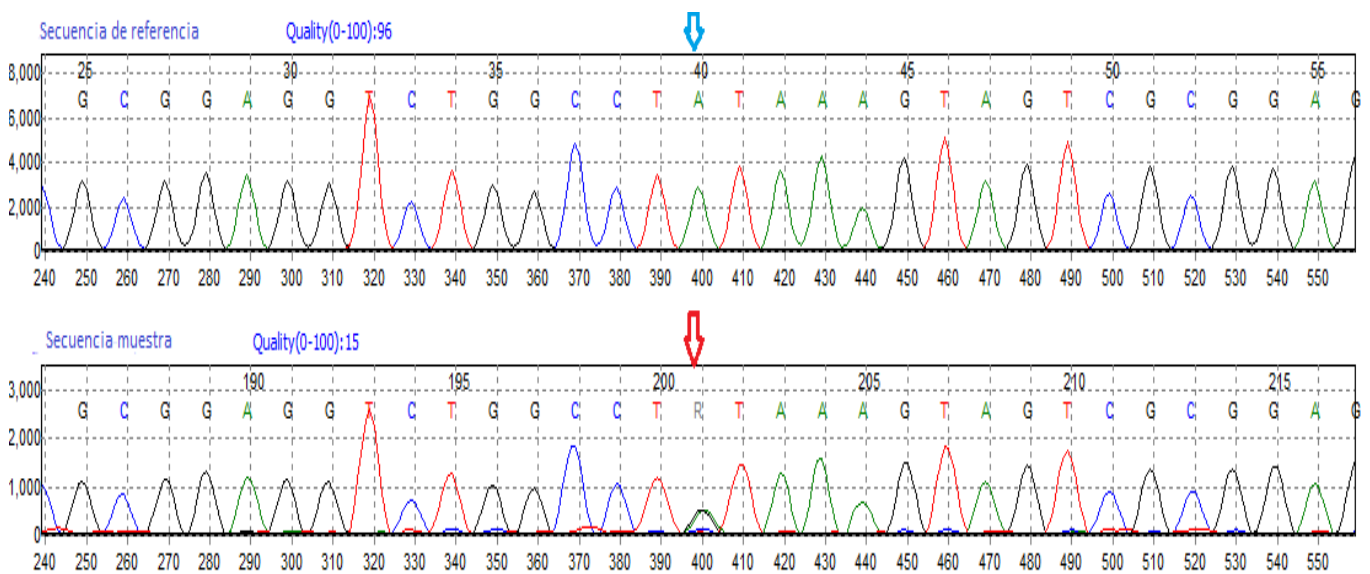 Secuencia de referencia Quality(0-100):96
25 30 35 40 45 50 55
G C G G A G G T C T G G C C T A T A A A G T A G T C G C G G A G
8,000
6,000
4,000
2,000
0
240 250 260 270 280 290 300 310 320 330 340 350 360 370 380 390 400 410 420 430 440 450 460 470 480 490 500 510 520 530 540 550
Secuencia muestra Quality(0-100):15
190 195 200 205 210 215
G C G G A G G T C T G G C C T R T A A A G T A G T C G C G G A G
3,000
2,000
1,000
0
240 250 260 270 280 290 300 310 320 330 340 350 360 370 380 390 400 410 420 430 440 450 460 470 480 490 500 510 520 530 540 550